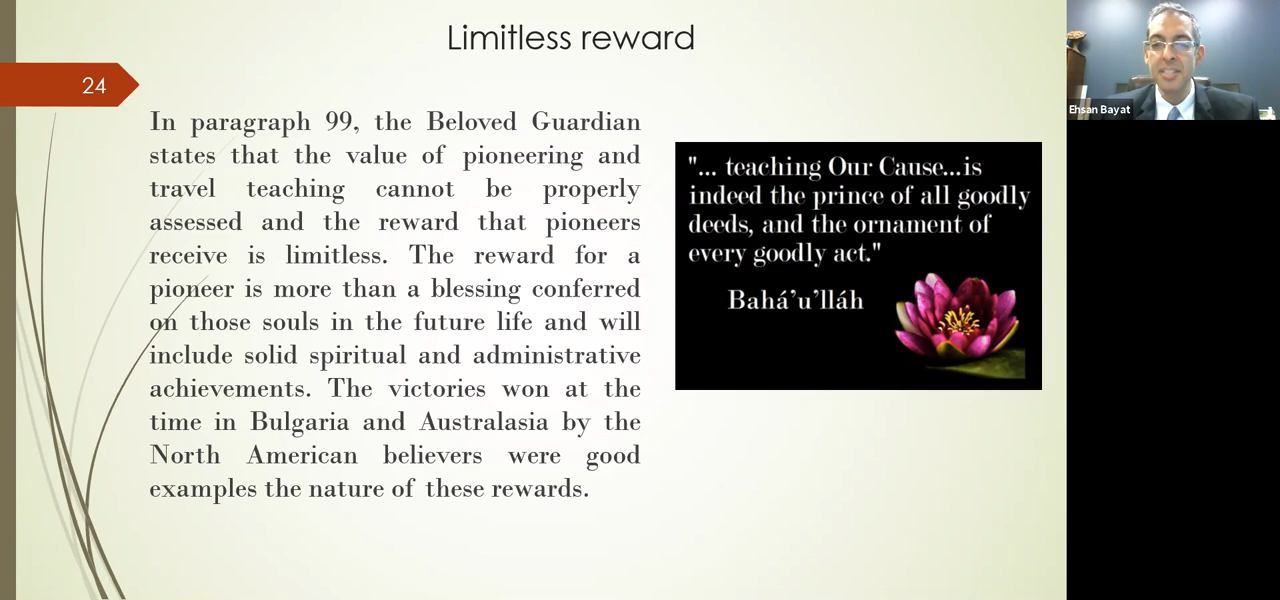 Limitless reward
24
In paragraph 99, the Beloved Guardian
states that the value of pioneering and
travel teaching cannot be properly
assessed and the reward that pioneers
receive is limitless. The reward for a
pioneer is more than a blessing conferred
on those souls in the future life and will
include solid spiritual and administrative
achievements. The victories won at the
time in Bulgaria and Australasia by the
North American believers were good
examples the nature of these rewards.
"... teaching Our Cause...is
indeed the prince of all goodly
deeds, and the ornament of
every goodly act."
Bahá’u’lláh
Ehsan Bayat